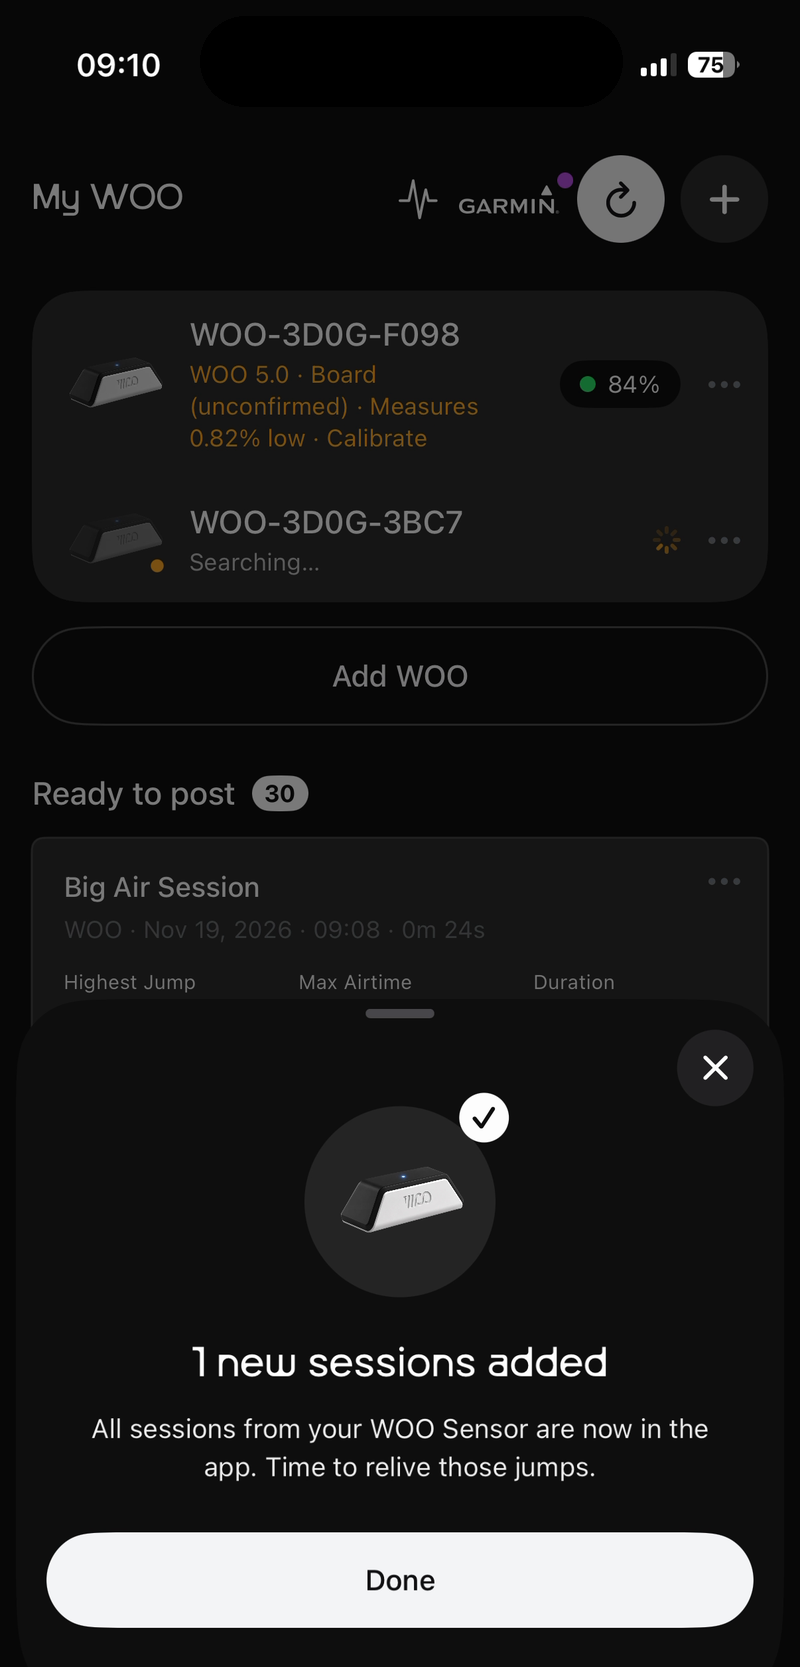 09:10
75
My WOO
GARMIN
WOO-3D0G-F098
WOO 5.0 · Board
(unconfirmed) · Measures
0.82% low · Calibrate
84%
WOO-3D0G-3BC7
Searching...
Add WOO
Ready to post 30
Big Air Session
WOO · Nov 19, 2026 · 09:08 · 0m 24s
Highest Jump
Max Airtime
Duration
WOO
1 new sessions added
All sessions from your WOO Sensor are now in the
app. Time to relive those jumps.
Done